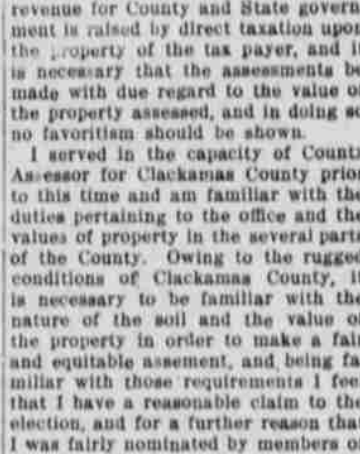 revenue for County and State govern
ment is raised by direct taxation upon
the property of the tax payer, and i
is necessary that the assessments be
made with due regard to the value of
the property assessed, and in doing so
no favoritism should be shown.
I served in the capacity of County
Assessor for Clackamas County prior
to this time and am familiar with the
duties pertaining to the office and the
values of property in the several parts
of the County. Owing to the rugged
conditions of Clackamas County, it
is necessary to be familiar with the
nature of the soil and the value of
the property in order to make a fair
and equitable assement, and being fa
miliar with those requirements I feel
that I have a reasonable claim to the
election, and for a further reason that
I was fairly nominated by members of